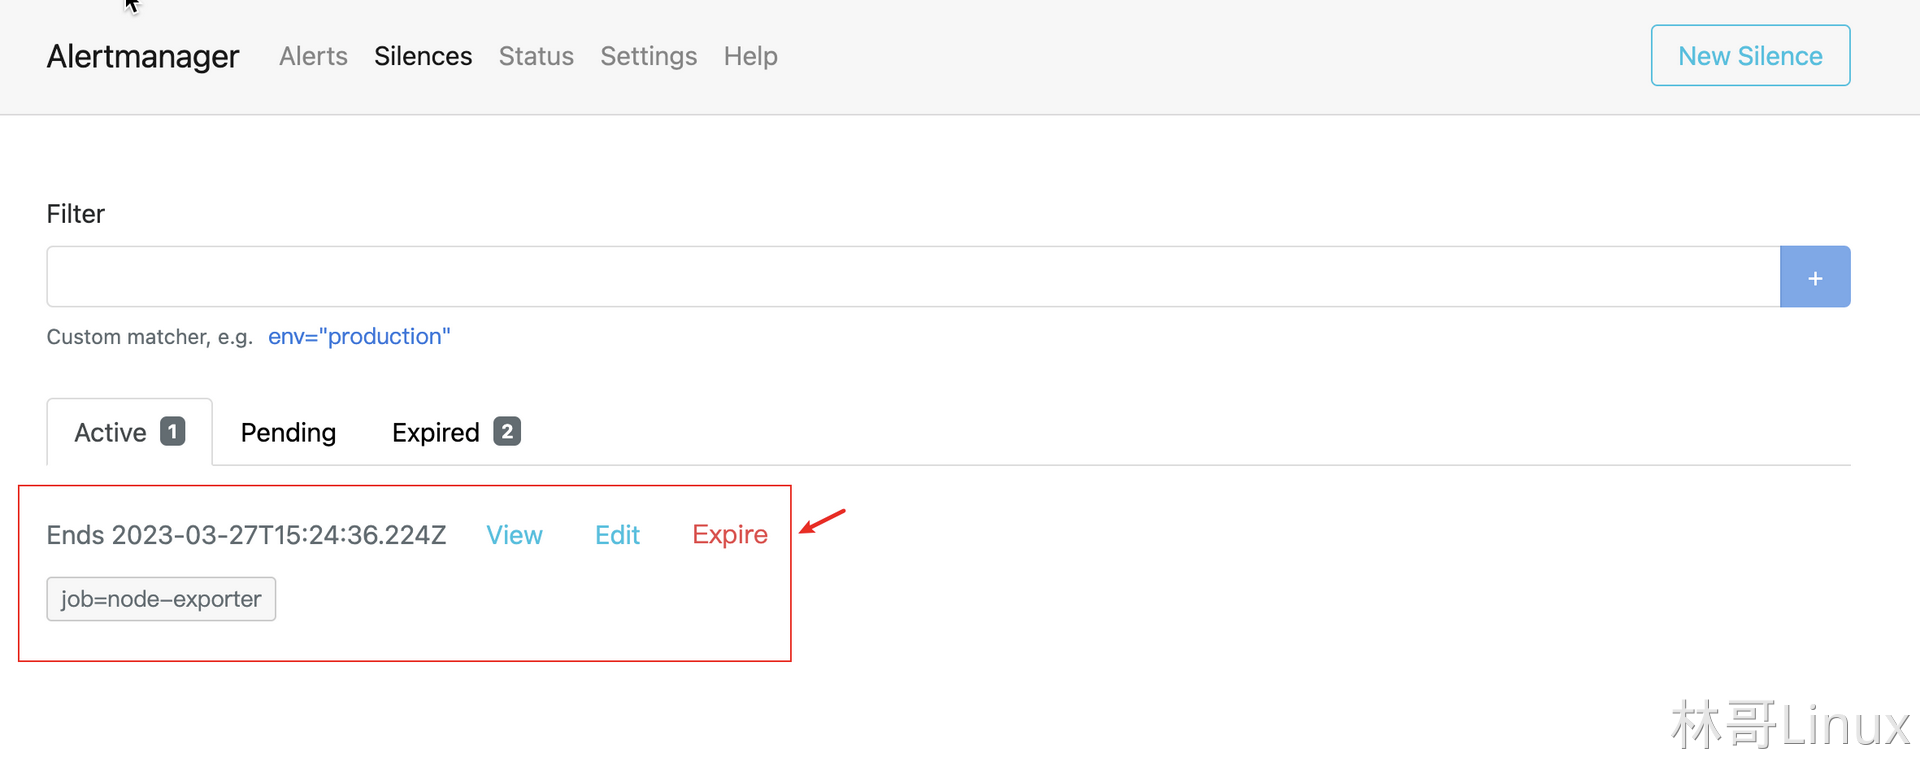 Alertmanager Alerts Silences Status Settings Help New Silence
Filter
+
Custom matcher, e.g. env="production"
Active 1 Pending Expired 2
Ends 2023-03-27T15:24:36.224Z View Edit Expire
job=node-exporter
林哥Linux